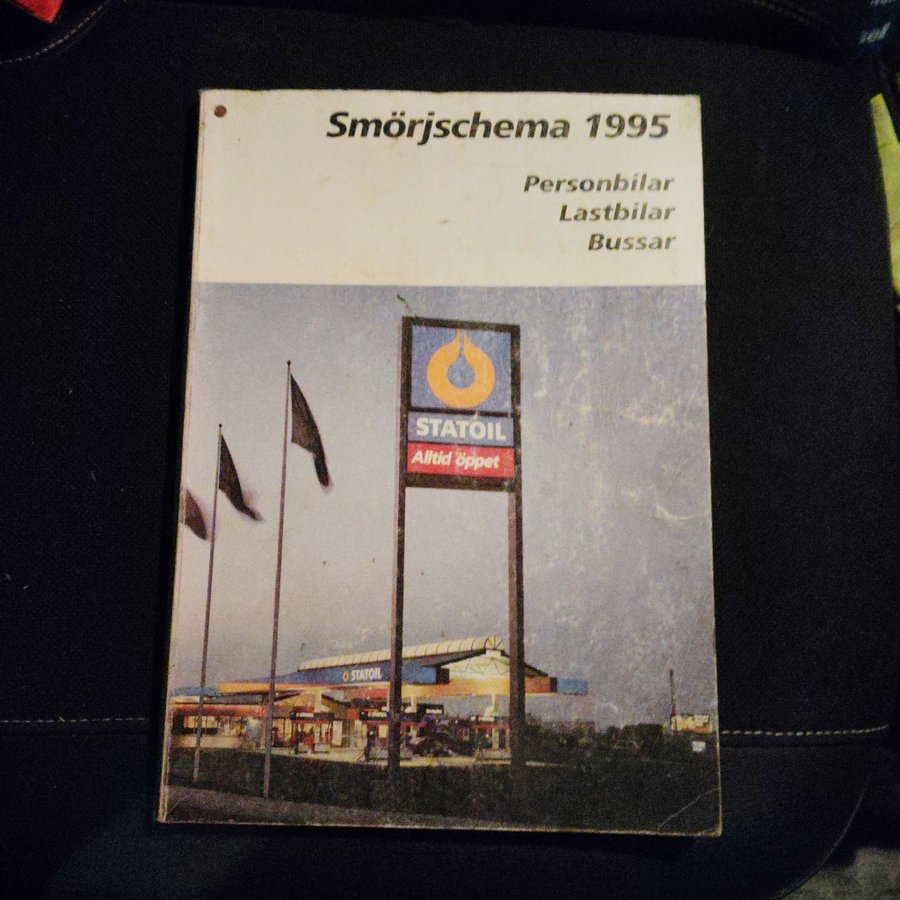 Smörjschema 1995
Personbilar
Lastbilar
Bussar
STATOIL
Alltid öppet
STATOIL